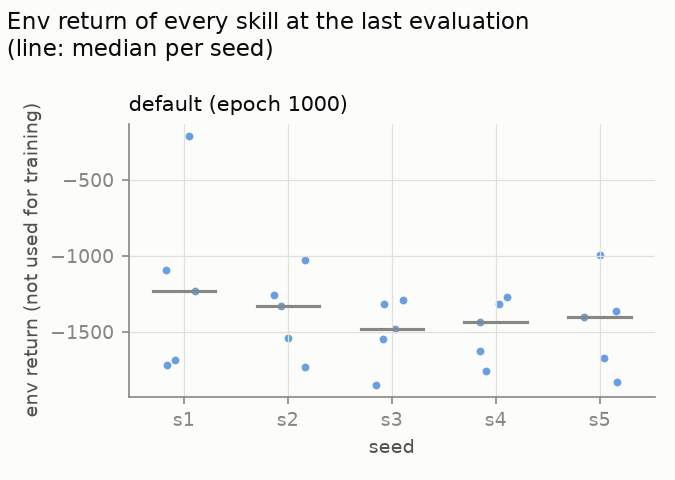 Env return of every skill at the last evaluation
(line: median per seed)
default (epoch 1000)
env return (not used for training)
−500
−1000
−1500
s1 s2 s3 s4 s5
seed